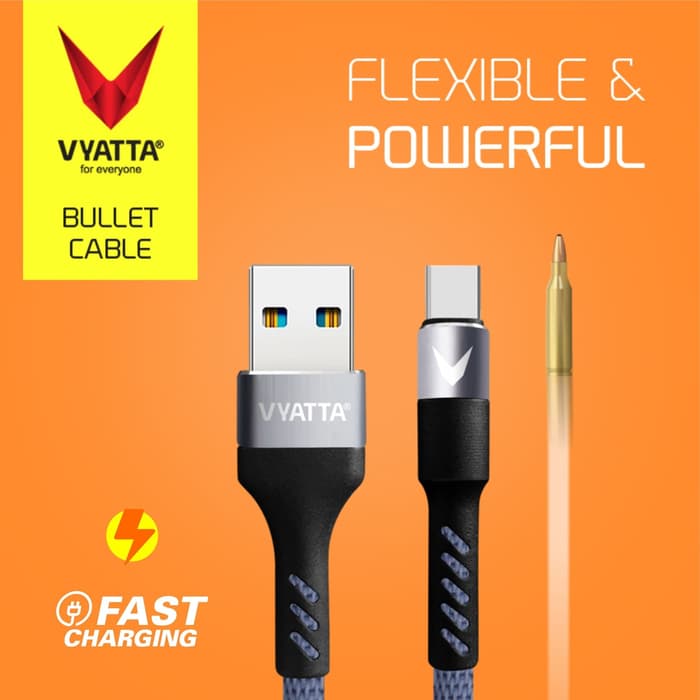 VYATTA®
for everyone
BULLET
CABLE
FLEXIBLE &
POWERFUL
VYATTA®
FAST
CHARGING